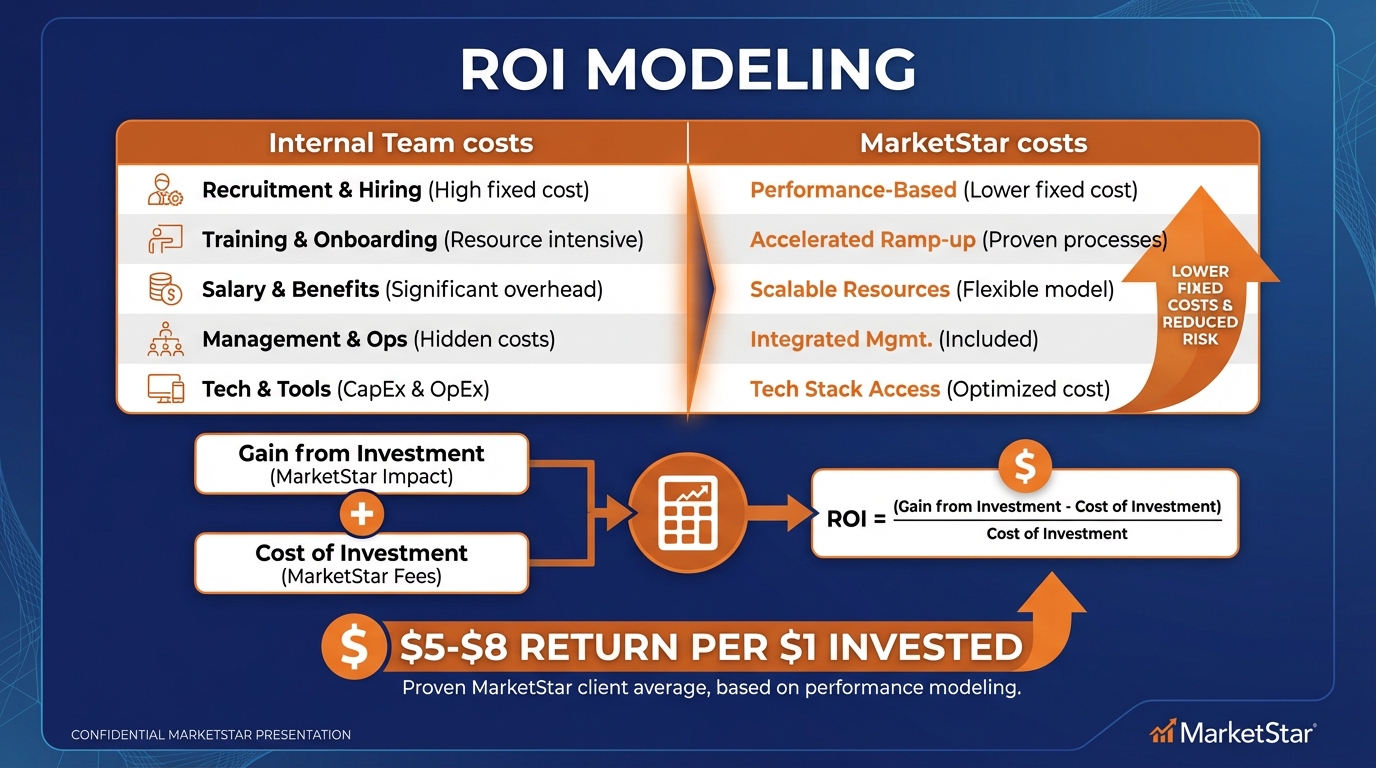 ROI MODELING
Internal Team costs
MarketStar costs
Recruitment & Hiring (High fixed cost)
Performance-Based (Lower fixed cost)
Training & Onboarding (Resource intensive)
Accelerated Ramp-up (Proven processes)
Salary & Benefits (Significant overhead)
Scalable Resources (Flexible model)
Management & Ops (Hidden costs)
Integrated Mgmt. (Included)
Tech & Tools (CapEx & OpEx)
Tech Stack Access (Optimized cost)
LOWER
FIXED
COSTS &
REDUCED
RISK
Gain from Investment
(MarketStar Impact)
+
Cost of Investment
(MarketStar Fees)
$
ROI = (Gain from Investment - Cost of Investment)
Cost of Investment
$
$5-$8 RETURN PER $1 INVESTED
Proven MarketStar client average, based on performance modeling.
CONFIDENTIAL MARKETSTAR PRESENTATION
MarketStar